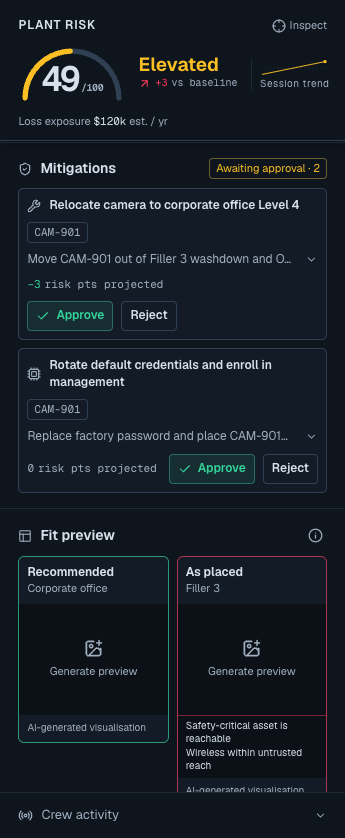 PLANT RISK
Inspect
49 /100
Elevated
+3 vs baseline
Session trend
Loss exposure $120k est. / yr
Mitigations
Awaiting approval · 2
Relocate camera to corporate office Level 4
CAM-901
Move CAM-901 out of Filler 3 washdown and O...
−3 risk pts projected
Approve
Reject
Rotate default credentials and enroll in
management
CAM-901
Replace factory password and place CAM-901...
0 risk pts projected
Approve
Reject
Fit preview
Recommended
Corporate office
Generate preview
AI-generated visualisation
As placed
Filler 3
Generate preview
Safety-critical asset is
reachable
Wireless within untrusted
reach
AI-generated visualisation
Crew activity